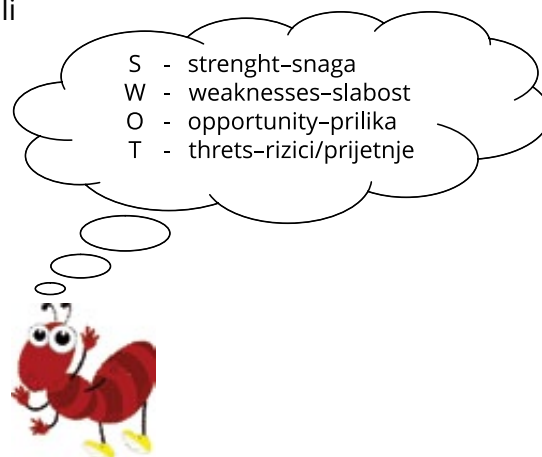 li
S - strenght–snaga
W - weaknesses–slabost
O - opportunity–prilika
T - threts–rizici/prijetnje